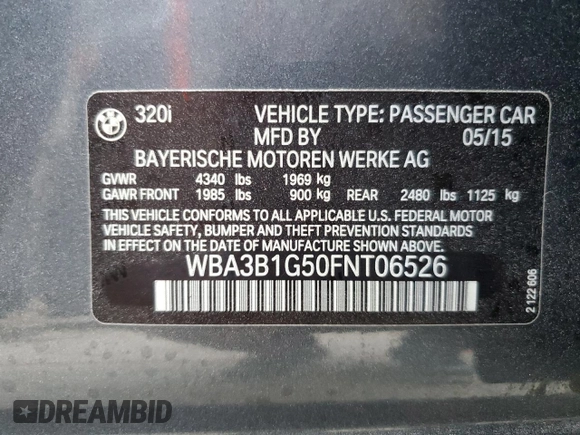 320i VEHICLE TYPE: PASSENGER CAR
MFD BY 05/15
BAYERISCHE MOTOREN WERKE AG
GVWR 4340 lbs 1969 kg
GAWR FRONT 1985 lbs 900 kg REAR 2480 lbs 1125 kg
THIS VEHICLE CONFORMS TO ALL APPLICABLE U.S. FEDERAL MOTOR
VEHICLE SAFETY, BUMPER AND THEFT PREVENTION STANDARDS
IN EFFECT ON THE DATE OF MANUFACTURE SHOWN ABOVE.
WBA3B1G50FNT06526
2 122 606
DREAMBID